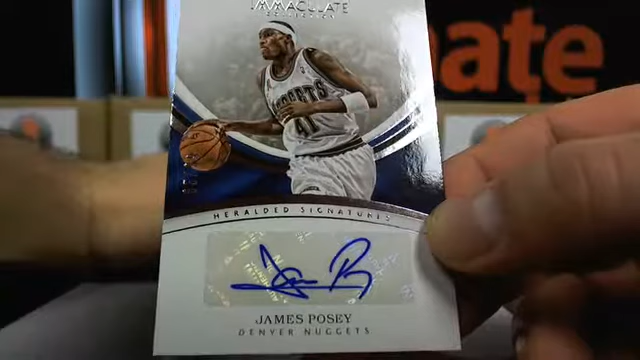 IMMACULATE
COLLECTION
ate
NUGGETS
41
HERALDED SIGNATURES
JAMES POSEY
DENVER NUGGETS